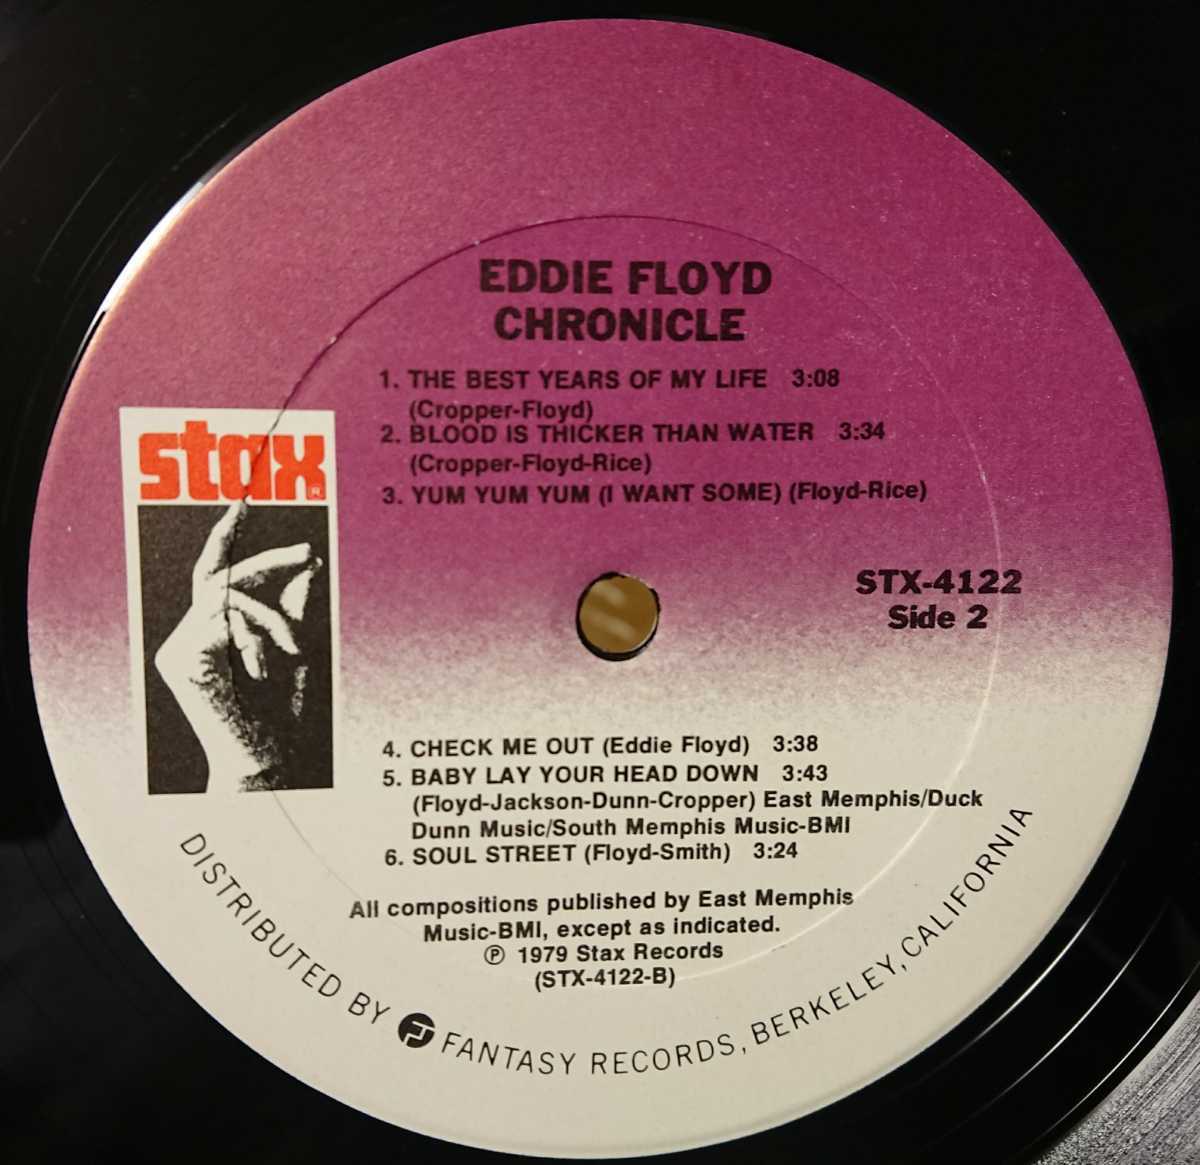 EDDIE FLOYD
CHRONICLE
1. THE BEST YEARS OF MY LIFE 3:08
(Cropper-Floyd)
2. BLOOD IS THICKER THAN WATER 3:34
(Cropper-Floyd-Rice)
3. YUM YUM YUM (I WANT SOME) (Floyd-Rice)
stax®
STX-4122
Side 2
4. CHECK ME OUT (Eddie Floyd) 3:38
5. BABY LAY YOUR HEAD DOWN 3:43
(Floyd-Jackson-Dunn-Cropper) East Memphis/Duck
Dunn Music/South Memphis Music-BMI
6. SOUL STREET (Floyd-Smith) 3:24
All compositions published by East Memphis
Music-BMI, except as indicated.
℗ 1979 Stax Records
(STX-4122-B)
DISTRIBUTED BY FANTASY RECORDS, BERKELEY, CALIFORNIA